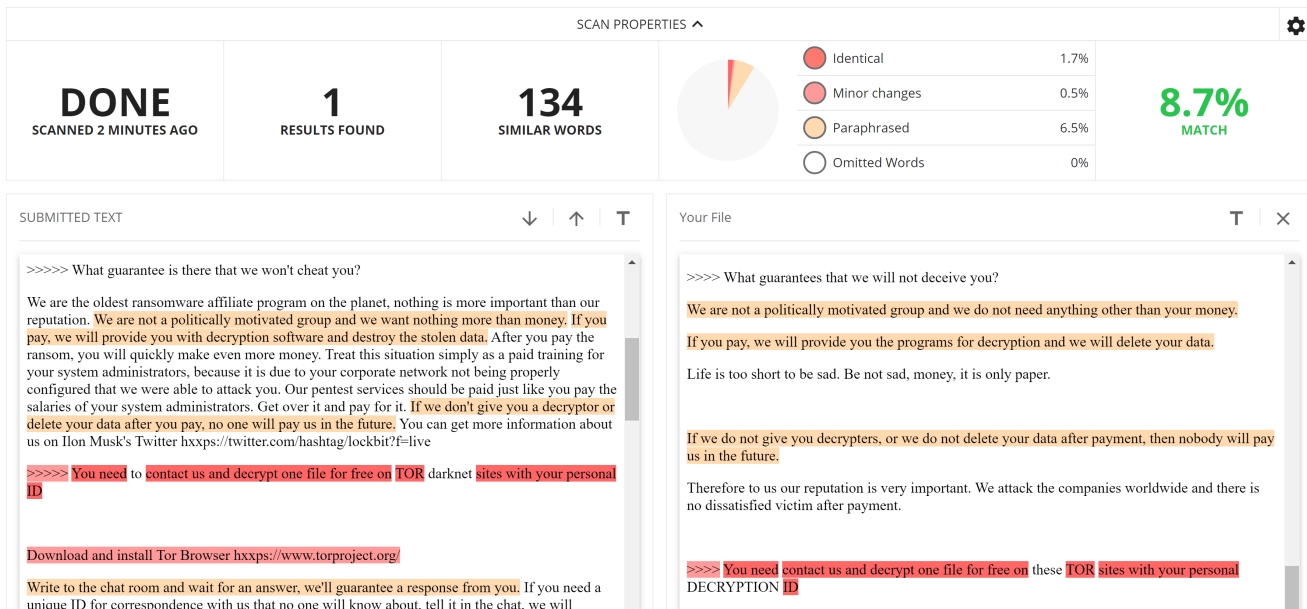 SCAN PROPERTIES
DONE
SCANNED 2 MINUTES AGO
1
RESULTS FOUND
134
SIMILAR WORDS
Identical 1.7%
Minor changes 0.5%
Paraphrased 6.5%
Omitted Words 0%
8.7%
MATCH
SUBMITTED TEXT
>>>>> What guarantee is there that we won't cheat you?
We are the oldest ransomware affiliate program on the planet, nothing is more important than our
reputation. We are not a politically motivated group and we want nothing more than money. If you
pay, we will provide you with decryption software and destroy the stolen data. After you pay the
ransom, you will quickly make even more money. Treat this situation simply as a paid training for
your system administrators, because it is due to your corporate network not being properly
configured that we were able to attack you. Our pentest services should be paid just like you pay the
salaries of your system administrators. Get over it and pay for it. If we don't give you a decryptor or
delete your data after you pay, no one will pay us in the future. You can get more information about
us on Ilon Musk's Twitter hxxps://twitter.com/hashtag/lockbit?f=live
>>>>> You need to contact us and decrypt one file for free on TOR darknet sites with your personal
ID
Download and install Tor Browser hxxps://www.torproject.org/
Write to the chat room and wait for an answer, we'll guarantee a response from you. If you need a
unique ID for correspondence with us that no one will know about, tell it in the chat, we will
Your File
>>>> What guarantees that we will not deceive you?
We are not a politically motivated group and we do not need anything other than your money.
If you pay, we will provide you the programs for decryption and we will delete your data.
Life is too short to be sad. Be not sad, money, it is only paper.
If we do not give you decrypters, or we do not delete your data after payment, then nobody will pay
us in the future.
Therefore to us our reputation is very important. We attack the companies worldwide and there is
no dissatisfied victim after payment.
>>>> You need contact us and decrypt one file for free on these TOR sites with your personal
DECRYPTION ID